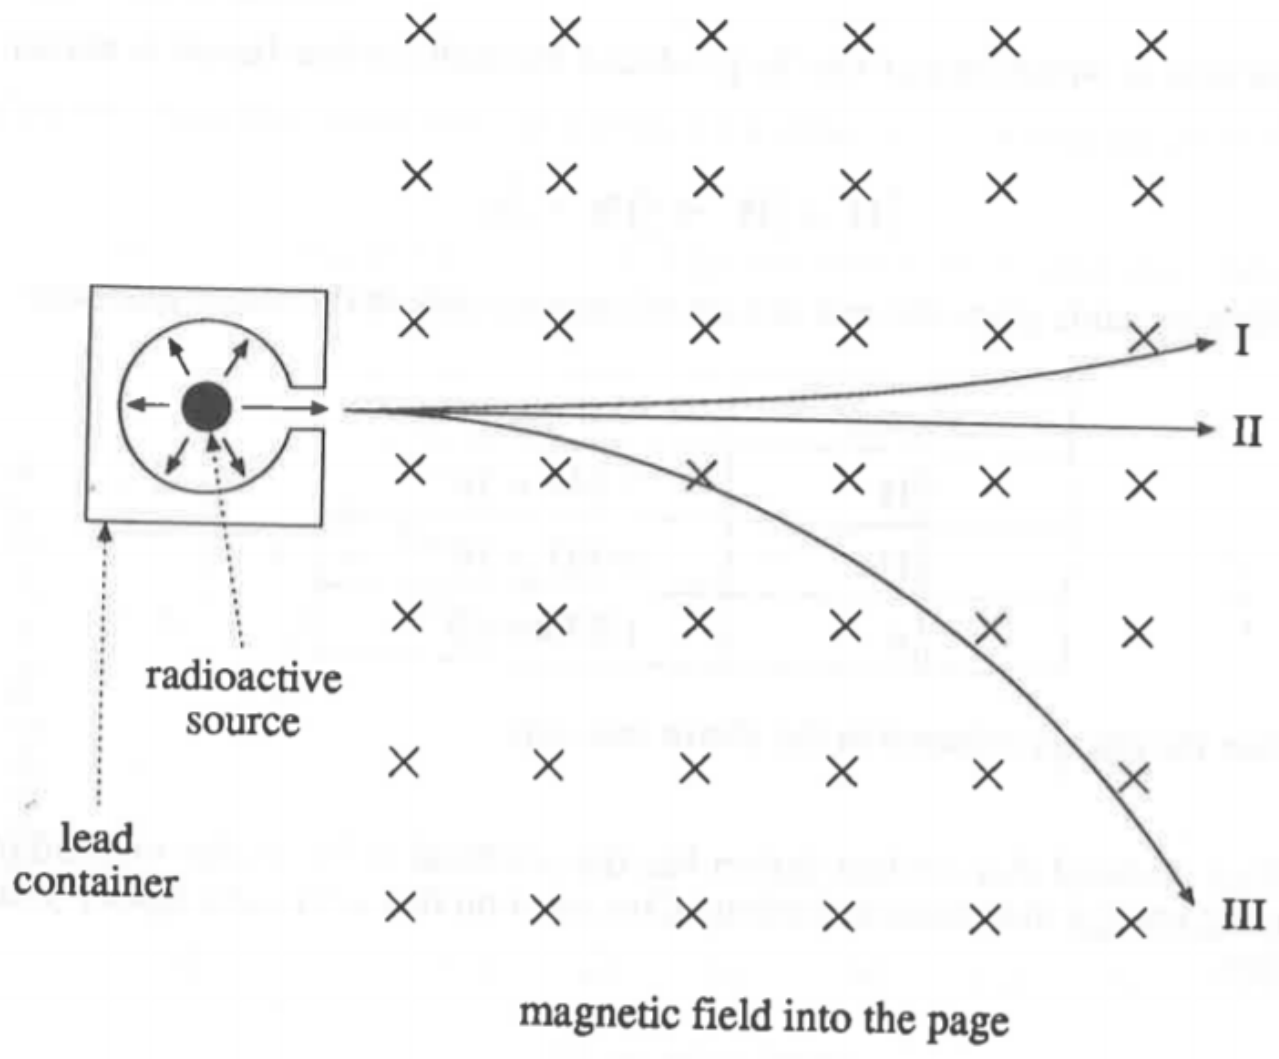 I
II
radioactive
source
lead
container
III
magnetic field into the page